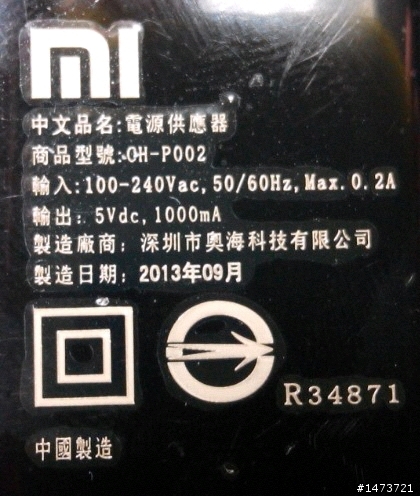 mi
中文品名:電源供應器
商品型號:CH-P002
輸入:100-240Vac,50/60Hz,Max.0.2A
輸出: 5Vdc,1000mA
製造廠商: 深圳市奧海科技有限公司
製造日期: 2013年09月
R34871
中國製造
#1473721